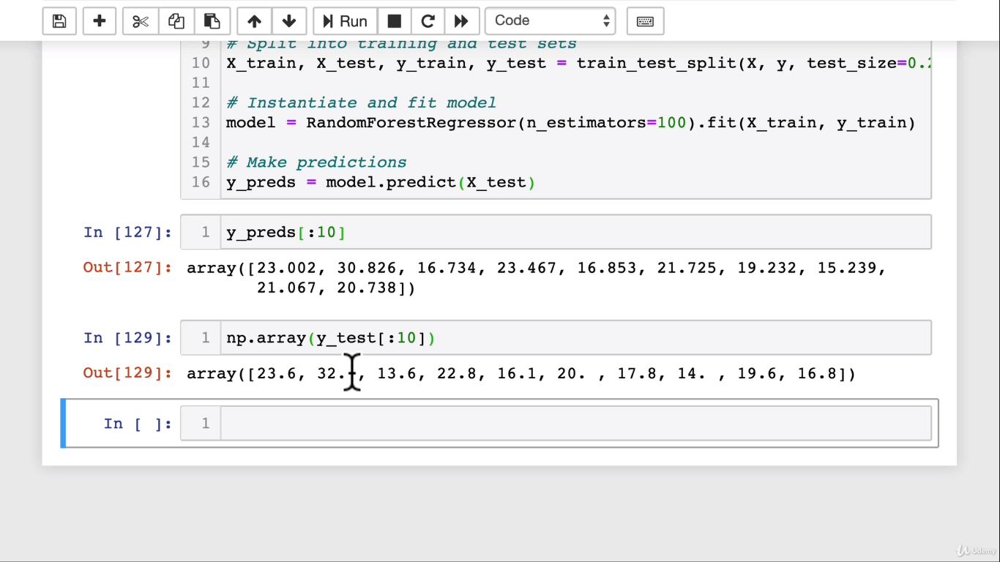 Run Code
9 # Split into training and test sets
10 X_train, X_test, y_train, y_test = train_test_split(X, y, test_size=0.2
11
12 # Instantiate and fit model
13 model = RandomForestRegressor(n_estimators=100).fit(X_train, y_train)
14
15 # Make predictions
16 y_preds = model.predict(X_test)
In [127]: 1 y_preds[:10]
Out[127]: array([23.002, 30.826, 16.734, 23.467, 16.853, 21.725, 19.232, 15.239,
21.067, 20.738])
In [129]: 1 np.array(y_test[:10])
Out[129]: array([23.6, 32. , 13.6, 22.8, 16.1, 20. , 17.8, 14. , 19.6, 16.8])
In [ ]: 1
Udemy